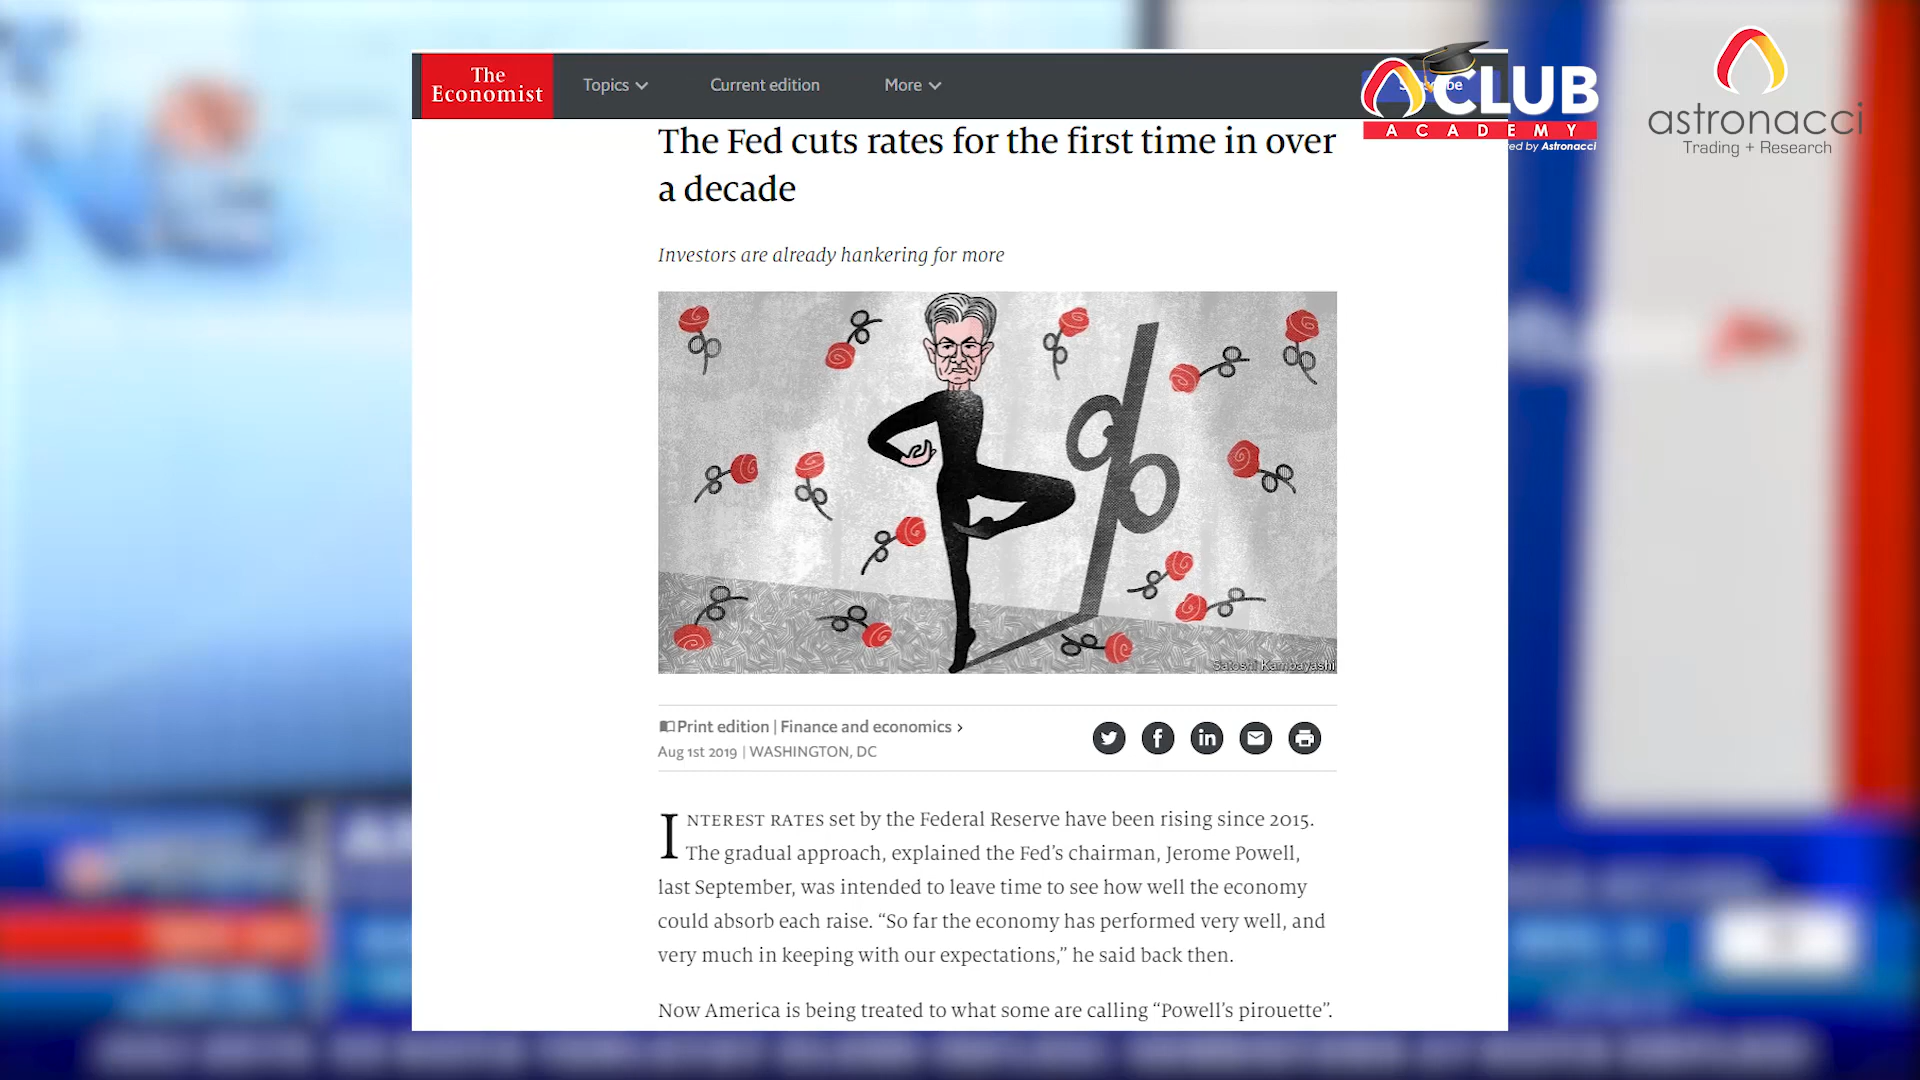 The
Economist
Topics
Current edition
More
CLUB
ACADEMY
ed by Astronacci
astronacci
Trading + Research
The Fed cuts rates for the first time in over
a decade
Investors are already hankering for more
Satoshi Kambayashi
Print edition | Finance and economics ›
Aug 1st 2019 | WASHINGTON, DC
INTEREST RATES set by the Federal Reserve have been rising since 2015.
The gradual approach, explained the Fed’s chairman, Jerome Powell,
last September, was intended to leave time to see how well the economy
could absorb each raise. “So far the economy has performed very well, and
very much in keeping with our expectations,” he said back then.
Now America is being treated to what some are calling “Powell’s pirouette”.